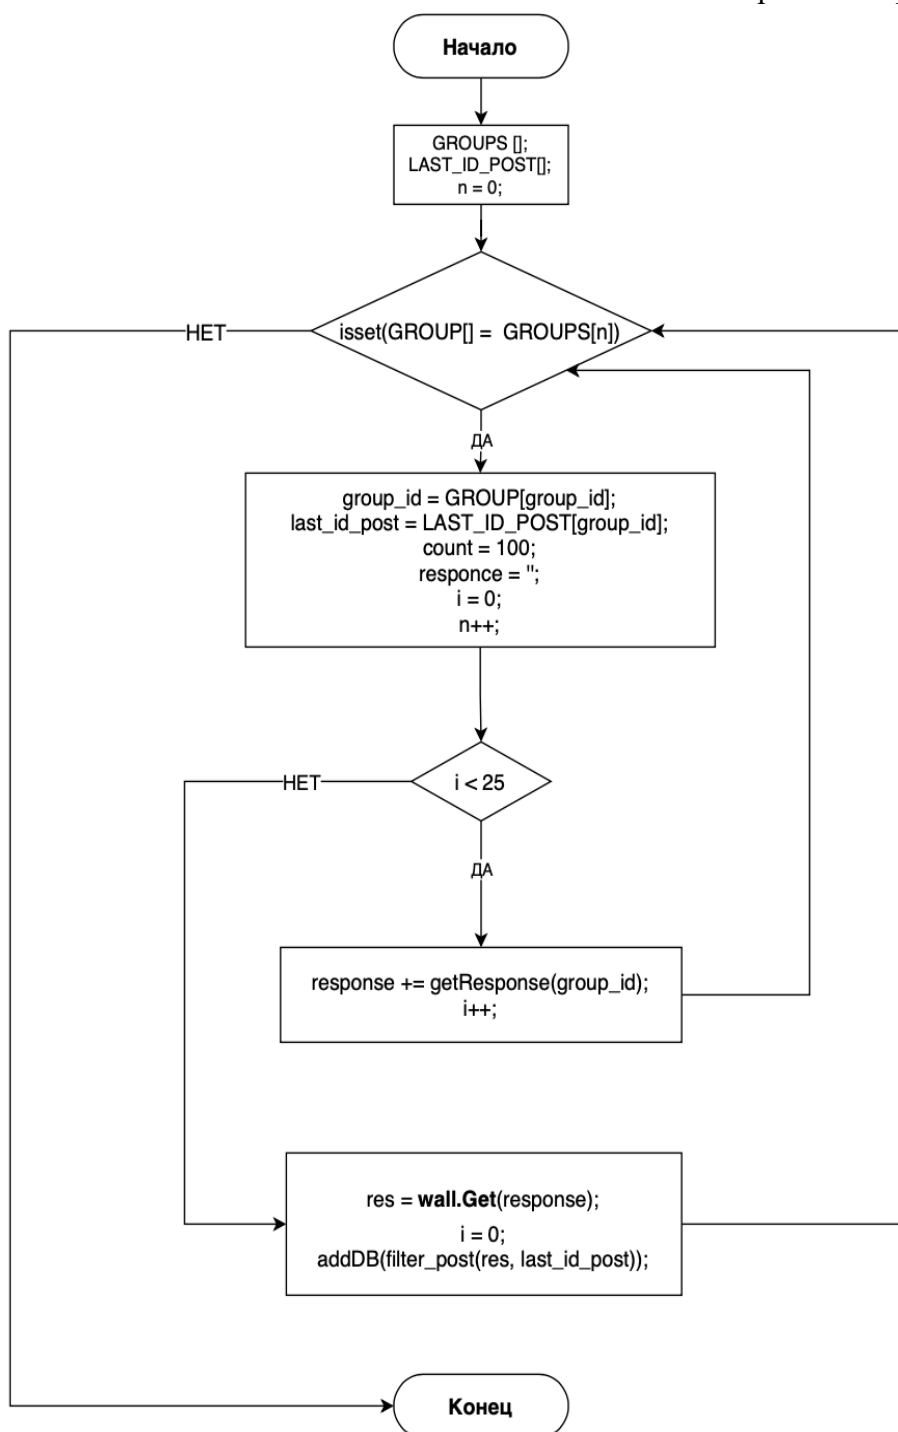 Начало
GROUPS [];
LAST_ID_POST[];
n = 0;
isset(GROUP[] = GROUPS[n])
НЕТ
ДА
group_id = GROUP[group_id];
last_id_post = LAST_ID_POST[group_id];
count = 100;
responce = '';
i = 0;
n++;
i < 25
НЕТ
ДА
response += getResponse(group_id);
i++;
res = wall.Get(response);
i = 0;
addDB(filter_post(res, last_id_post));
Конец